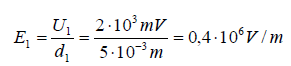 E₁ = U₁/d₁ = 2·10³ mV / 5·10⁻³ m = 0,4·10⁶ V / m